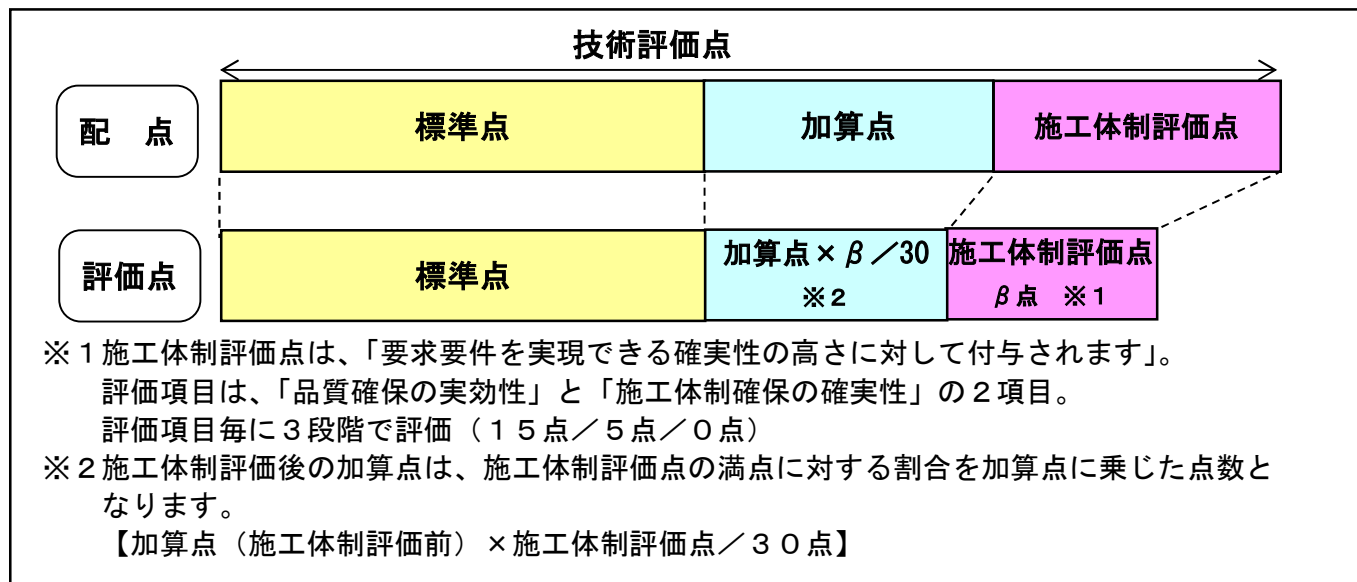 技術評価点
配　点
標準点
加算点
施工体制評価点
評価点
標準点
加算点×β／30
※２
施工体制評価点
β点　※１
※１施工体制評価点は、「要求要件を実現できる確実性の高さに対して付与されます」。
評価項目は、「品質確保の実効性」と「施工体制確保の確実性」の２項目。
評価項目毎に３段階で評価（１５点／５点／０点）
※２施工体制評価後の加算点は、施工体制評価点の満点に対する割合を加算点に乗じた点数と
なります。
【加算点（施工体制評価前）×施工体制評価点／３０点】